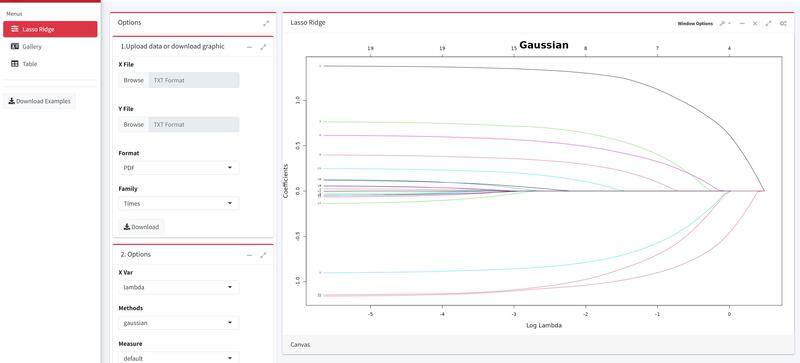 Menus
Lasso Ridge
Gallery
Table
Download Examples
Options
1.Upload data or download graphic
X File
Browse TXT Format
Y File
Browse TXT Format
Format
PDF
Family
Times
Download
2. Options
X Var
lambda
Methods
gaussian
Measure
default
Lasso Ridge
Window Options
Gaussian
19 19 15 8 7 4
Coefficients
1.0
0.5
0.0
-0.5
-1.0
-5 -4 -3 -2 -1 0
Log Lambda
Canvas